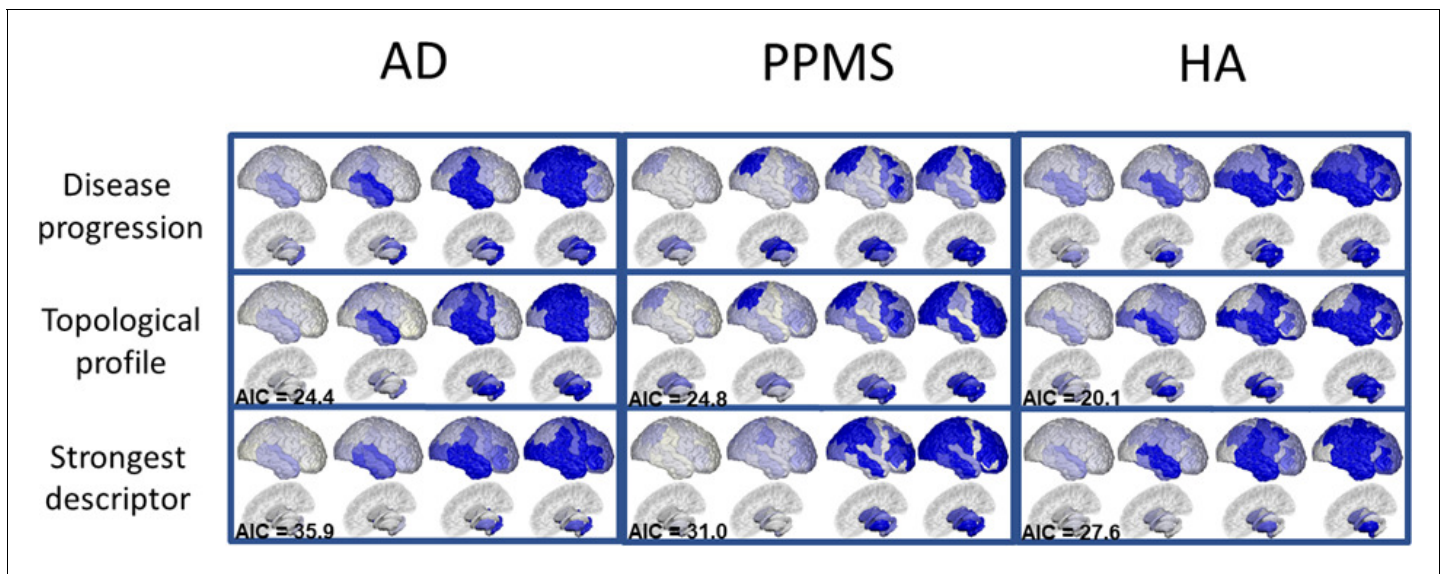 AD PPMS HA
Disease
progression
Topological
profile
AIC = 24.4 AIC = 24.8 AIC = 20.1
Strongest
descriptor
AIC = 35.9 AIC = 31.0 AIC = 27.6